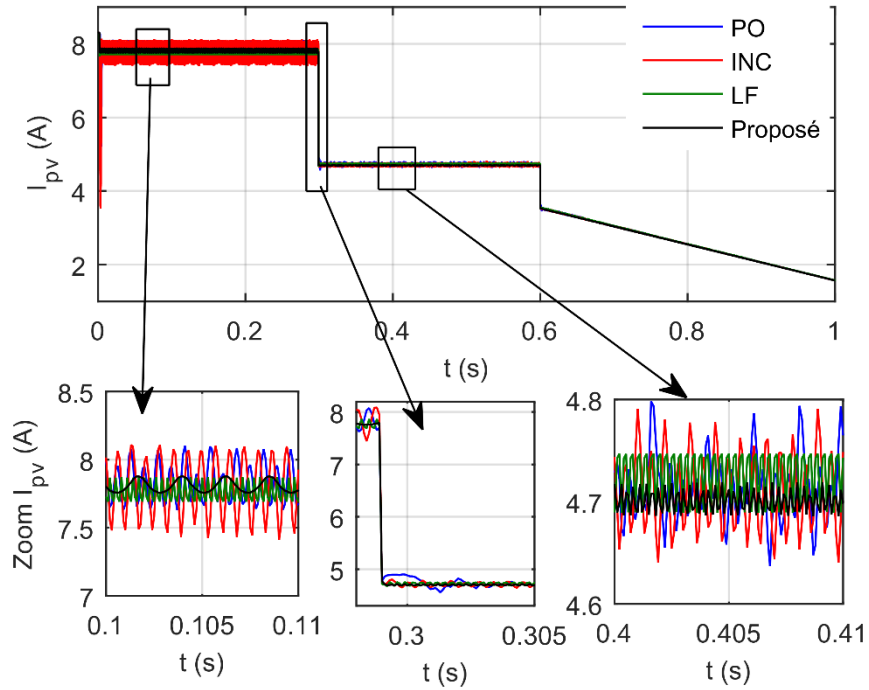 8
6
4
2
I_pv (A)
0
0.2
0.4
0.6
0.8
1
t (s)
PO
INC
LF
Proposé
8.5
8
7.5
7
Zoom I_pv (A)
0.1
0.105
0.11
t (s)
8
7
6
5
0.3
0.305
t (s)
4.8
4.7
4.6
0.4
0.405
0.41
t (s)